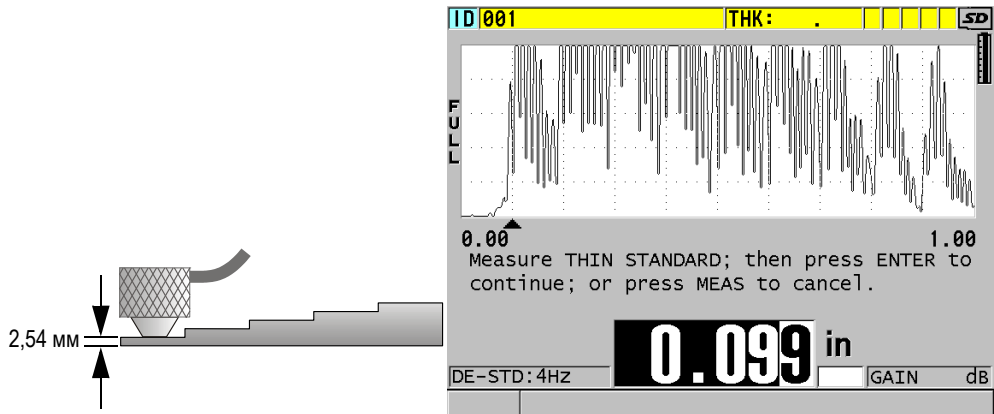 2,54 мм
ID 001 THK: . SD
FULL
0.00 1.00
Measure THIN STANDARD; then press ENTER to
continue; or press MEAS to cancel.
0.099 in
DE-STD:4Hz GAIN dB